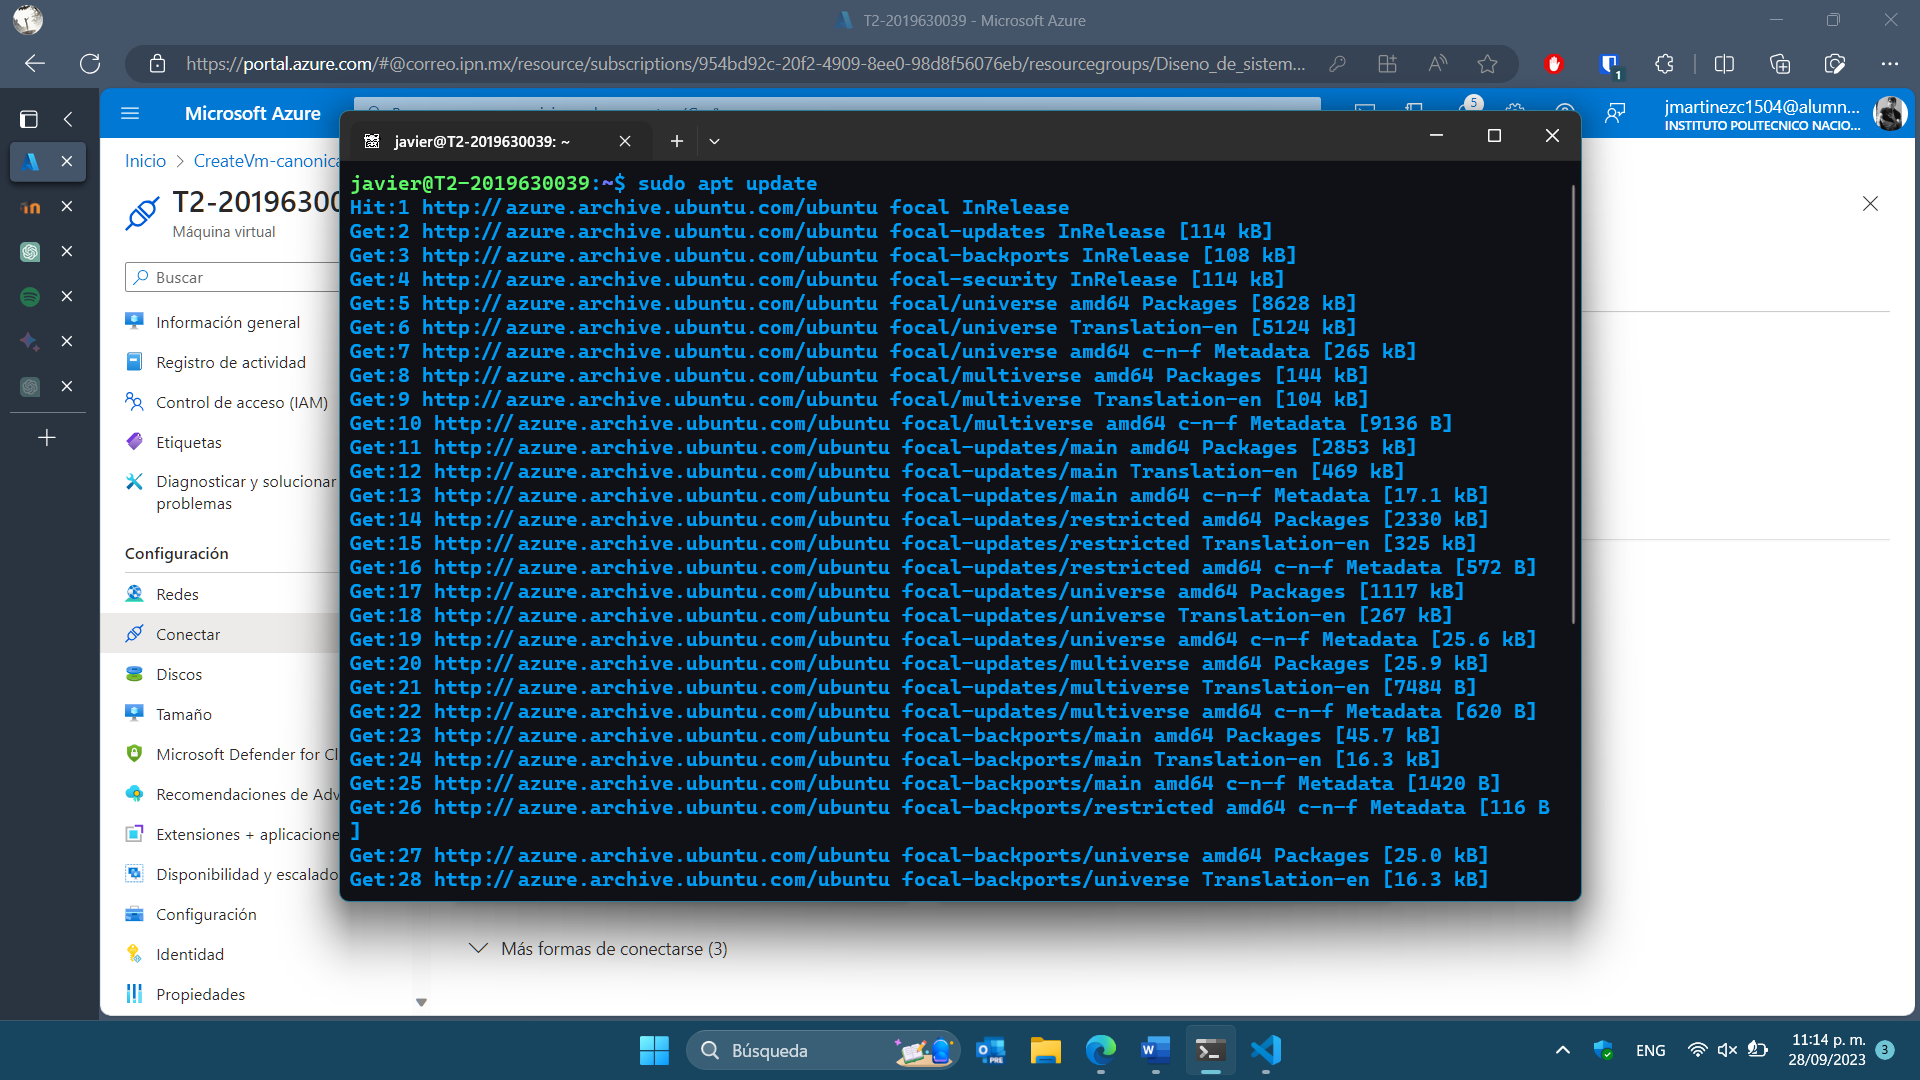 T2-2019630039 - Microsoft Azure
https://portal.azure.com/#@correo.ipn.mx/resource/subscriptions/954bd92c-20f2-4909-8ee0-98d8f56076eb/resourcegroups/Diseno_de_sistem...
1
Microsoft Azure
5
jmartinezc1504@alumn...
INSTITUTO POLITECNICO NACIO...
Inicio > CreateVm-canonica
T2-20196300
Máquina virtual
Buscar
Información general
Registro de actividad
Control de acceso (IAM)
Etiquetas
Diagnosticar y solucionar
problemas
Configuración
Redes
Conectar
Discos
Tamaño
Microsoft Defender for Cl
Recomendaciones de Adv
Extensiones + aplicacione
Disponibilidad y escalado
Configuración
Identidad
Propiedades
javier@T2-2019630039: ~
javier@T2-2019630039:~$ sudo apt update
Hit:1 http://azure.archive.ubuntu.com/ubuntu focal InRelease
Get:2 http://azure.archive.ubuntu.com/ubuntu focal-updates InRelease [114 kB]
Get:3 http://azure.archive.ubuntu.com/ubuntu focal-backports InRelease [108 kB]
Get:4 http://azure.archive.ubuntu.com/ubuntu focal-security InRelease [114 kB]
Get:5 http://azure.archive.ubuntu.com/ubuntu focal/universe amd64 Packages [8628 kB]
Get:6 http://azure.archive.ubuntu.com/ubuntu focal/universe Translation-en [5124 kB]
Get:7 http://azure.archive.ubuntu.com/ubuntu focal/universe amd64 c-n-f Metadata [265 kB]
Get:8 http://azure.archive.ubuntu.com/ubuntu focal/multiverse amd64 Packages [144 kB]
Get:9 http://azure.archive.ubuntu.com/ubuntu focal/multiverse Translation-en [104 kB]
Get:10 http://azure.archive.ubuntu.com/ubuntu focal/multiverse amd64 c-n-f Metadata [9136 B]
Get:11 http://azure.archive.ubuntu.com/ubuntu focal-updates/main amd64 Packages [2853 kB]
Get:12 http://azure.archive.ubuntu.com/ubuntu focal-updates/main Translation-en [469 kB]
Get:13 http://azure.archive.ubuntu.com/ubuntu focal-updates/main amd64 c-n-f Metadata [17.1 kB]
Get:14 http://azure.archive.ubuntu.com/ubuntu focal-updates/restricted amd64 Packages [2330 kB]
Get:15 http://azure.archive.ubuntu.com/ubuntu focal-updates/restricted Translation-en [325 kB]
Get:16 http://azure.archive.ubuntu.com/ubuntu focal-updates/restricted amd64 c-n-f Metadata [572 B]
Get:17 http://azure.archive.ubuntu.com/ubuntu focal-updates/universe amd64 Packages [1117 kB]
Get:18 http://azure.archive.ubuntu.com/ubuntu focal-updates/universe Translation-en [267 kB]
Get:19 http://azure.archive.ubuntu.com/ubuntu focal-updates/universe amd64 c-n-f Metadata [25.6 kB]
Get:20 http://azure.archive.ubuntu.com/ubuntu focal-updates/multiverse amd64 Packages [25.9 kB]
Get:21 http://azure.archive.ubuntu.com/ubuntu focal-updates/multiverse Translation-en [7484 B]
Get:22 http://azure.archive.ubuntu.com/ubuntu focal-updates/multiverse amd64 c-n-f Metadata [620 B]
Get:23 http://azure.archive.ubuntu.com/ubuntu focal-backports/main amd64 Packages [45.7 kB]
Get:24 http://azure.archive.ubuntu.com/ubuntu focal-backports/main Translation-en [16.3 kB]
Get:25 http://azure.archive.ubuntu.com/ubuntu focal-backports/main amd64 c-n-f Metadata [1420 B]
Get:26 http://azure.archive.ubuntu.com/ubuntu focal-backports/restricted amd64 c-n-f Metadata [116 B
]
Get:27 http://azure.archive.ubuntu.com/ubuntu focal-backports/universe amd64 Packages [25.0 kB]
Get:28 http://azure.archive.ubuntu.com/ubuntu focal-backports/universe Translation-en [16.3 kB]
Más formas de conectarse (3)
Búsqueda
PRE
ENG
11:14 p. m.
28/09/2023
3